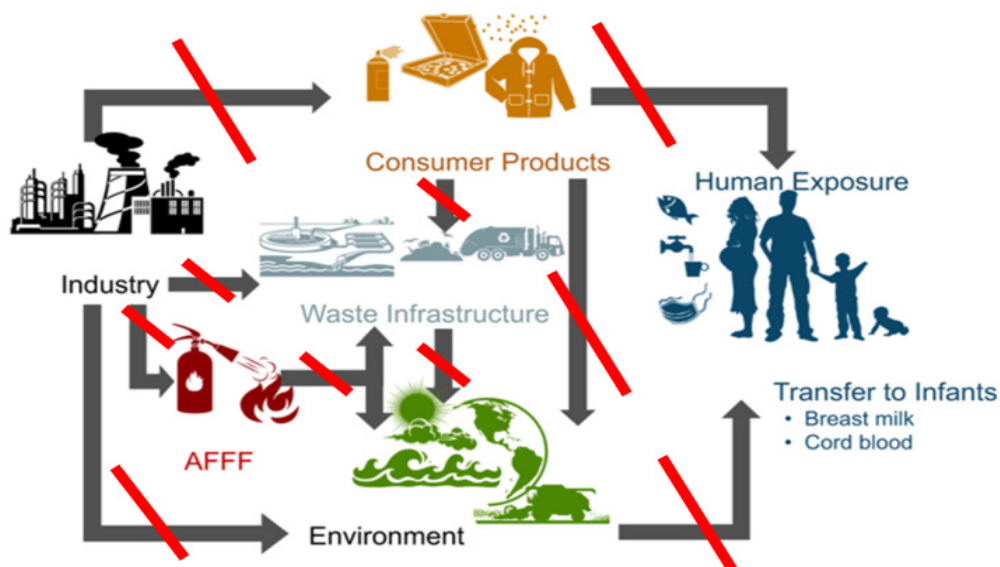 Consumer Products
Human Exposure
Industry
Waste Infrastructure
Transfer to Infants
• Breast milk
• Cord blood
AFFF
Environment